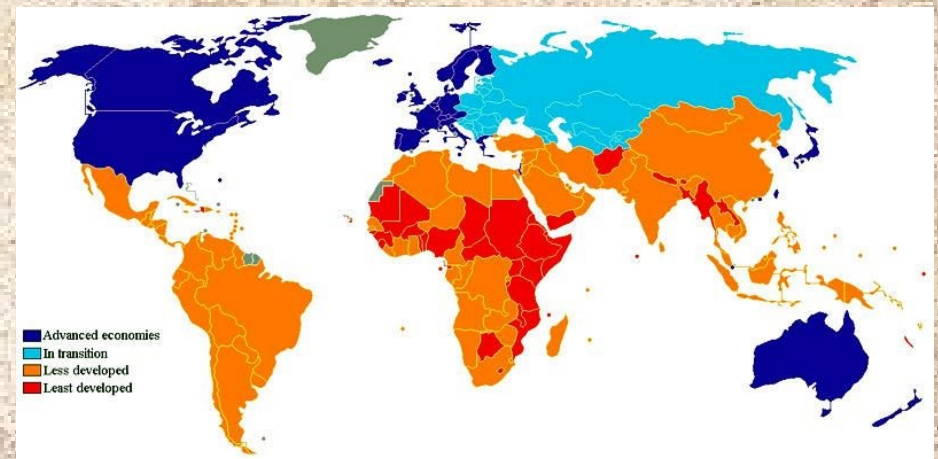 Advanced economies
In transition
Less developed
Least developed